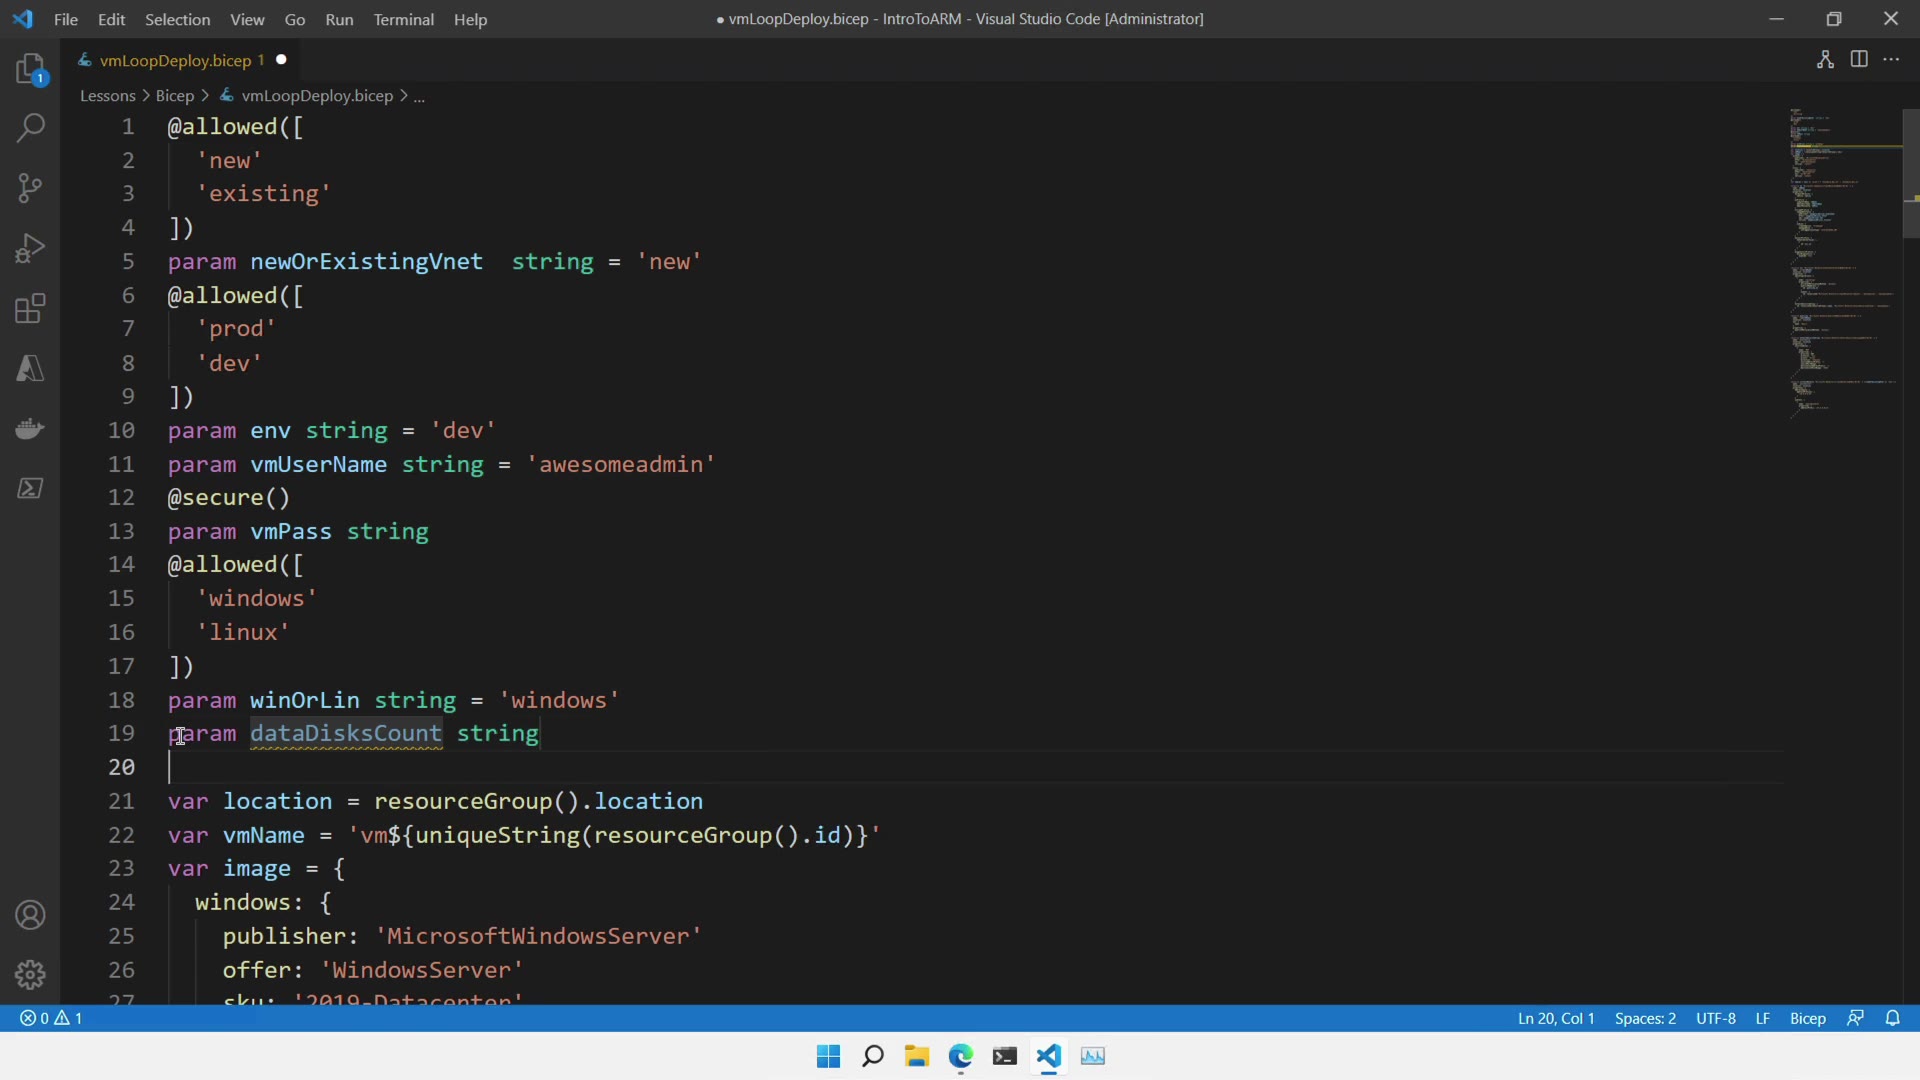 File Edit Selection View Go Run Terminal Help
● vmLoopDeploy.bicep - IntroToARM - Visual Studio Code [Administrator]
1
vmLoopDeploy.bicep 1
Lessons > Bicep > vmLoopDeploy.bicep > ...
1 @allowed([
2 'new'
3 'existing'
4 ])
5 param newOrExistingVnet string = 'new'
6 @allowed([
7 'prod'
8 'dev'
9 ])
10 param env string = 'dev'
11 param vmUserName string = 'awesomeadmin'
12 @secure()
13 param vmPass string
14 @allowed([
15 'windows'
16 'linux'
17 ])
18 param winOrLin string = 'windows'
19 param dataDisksCount string
20
21 var location = resourceGroup().location
22 var vmName = 'vm${uniqueString(resourceGroup().id)}'
23 var image = {
24 windows: {
25 publisher: 'MicrosoftWindowsServer'
26 offer: 'WindowsServer'
27 sku: '2019-Datacenter'
0 1
Ln 20, Col 1 Spaces: 2 UTF-8 LF Bicep